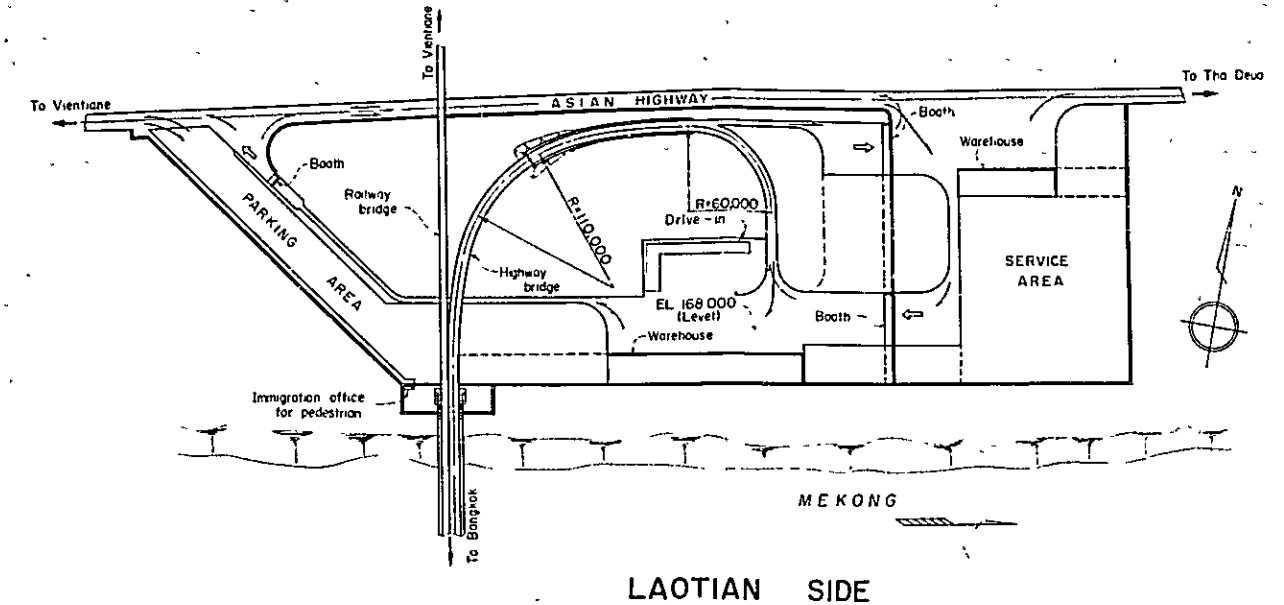 To Vientiane
To Tha Deua
To Vientiane
ASIAN HIGHWAY
Booth
Warehouse
Booth
N
Railway
bridge
R=110,000
R=60,000
Drive-in
PARKING AREA
Highway
bridge
SERVICE
AREA
EL 168 000
(Level)
Booth
Warehouse
Immigration office
for pedestrian
To Bangkok
MEKONG
LAOTIAN SIDE